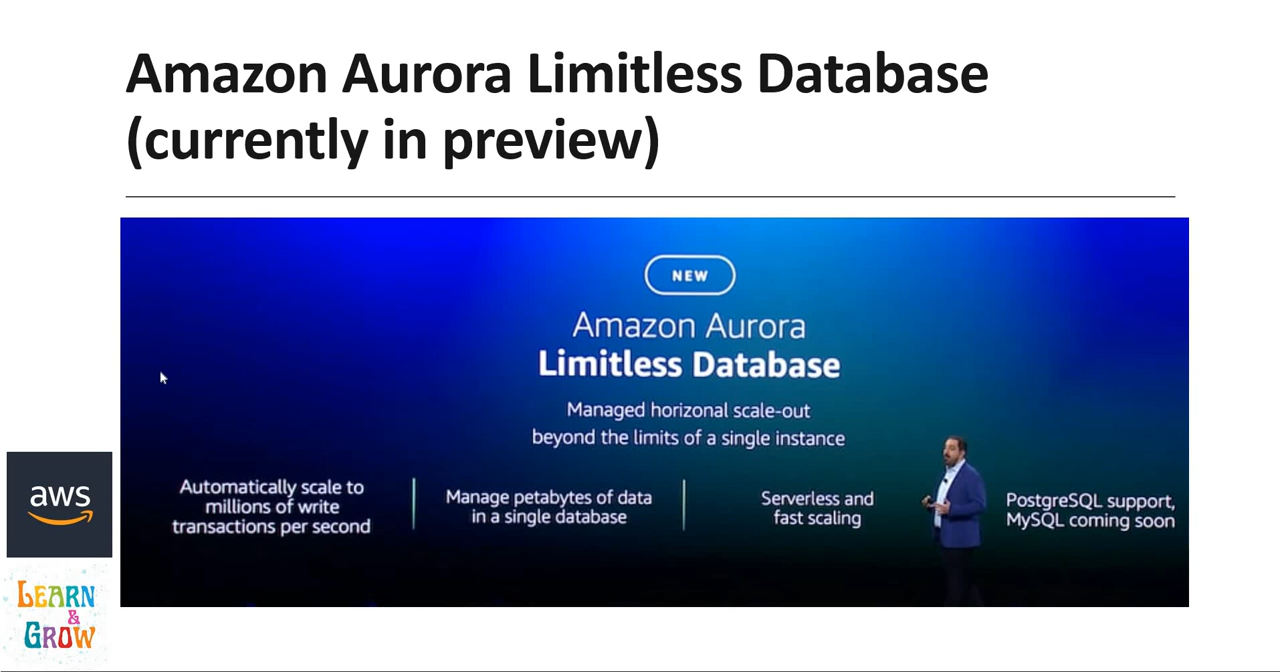 Amazon Aurora Limitless Database
(currently in preview)
NEW
Amazon Aurora
Limitless Database
Managed horizonal scale-out
beyond the limits of a single instance
Automatically scale to
millions of write
transactions per second
Manage petabytes of data
in a single database
Serverless and
fast scaling
PostgreSQL support,
MySQL coming soon
aws
LEARN
&
GROW